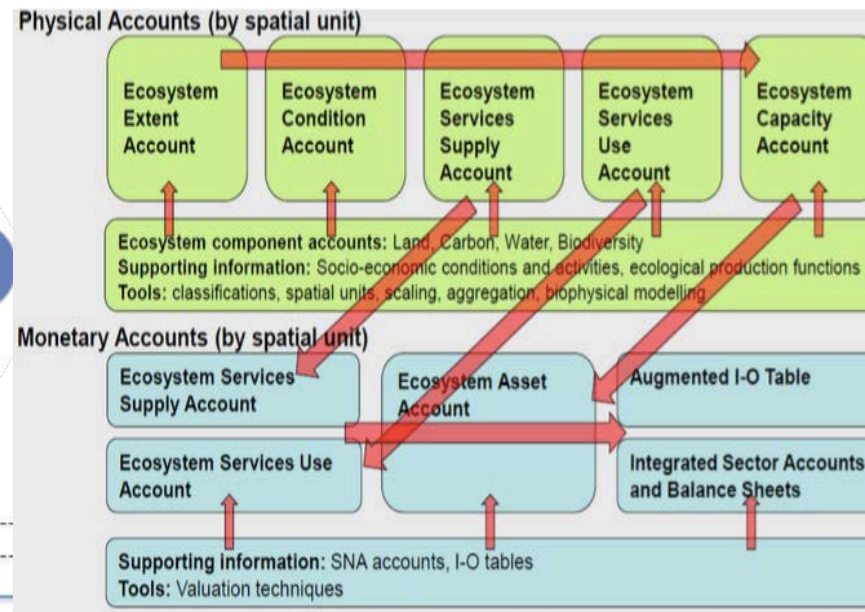 Physical Accounts (by spatial unit)
Ecosystem
Extent
Account
Ecosystem
Condition
Account
Ecosystem
Services
Supply
Account
Ecosystem
Services
Use
Account
Ecosystem
Capacity
Account
Ecosystem component accounts: Land, Carbon, Water, Biodiversity
Supporting information: Socio-economic conditions and activities, ecological production functions
Tools: classifications, spatial units, scaling, aggregation, biophysical modelling
Monetary Accounts (by spatial unit)
Ecosystem Services
Supply Account
Ecosystem Asset
Account
Augmented I-O Table
Ecosystem Services Use
Account
Integrated Sector Accounts
and Balance Sheets
Supporting information: SNA accounts, I-O tables
Tools: Valuation techniques